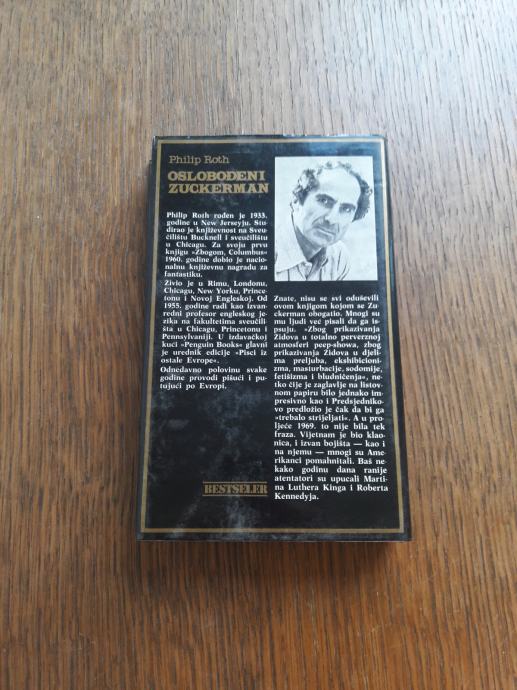 Philip Roth
OSLOBOĐENI
ZUCKERMAN
Philip Roth rođen je 1933.
godine u New Jerseyju. Stu-
dirao je književnost na Sveu-
čilištu Bucknell i sveučilištu
u Chicagu. Za svoju prvu
knjigu »Zbogom, Columbus«
1960. godine dobio je nacio-
nalnu književnu nagradu za
fantastiku.
Živio je u Rimu, Londonu,
Chicagu, New Yorku, Prince-
tonu i Novoj Engleskoj. Od
1955. godine radi kao izvan-
redni profesor engleskog je-
zika na fakultetima sveučili-
šta u Chicagu, Princetonu i
Pennsylvaniji. U izdavačkoj
kući »Penguin Books« glavni
je urednik edicije »Pisci iz
ostale Evrope«.
Odnedavno polovinu svake
godine provodi pišući i pu-
tujući po Evropi.
BESTSELER
Znate, nisu se svi oduševili
ovom knjigom kojom se Zu-
ckerman obogatio. Mnogi su
mu ljudi već pisali da ga is-
psuju. »Zbog prikazivanja
Židova u totalno perverznoj
atmosferi peep-showa, zbog
prikazivanja Židova u djeli-
ma preljuba, ekshibicioni-
zma, masturbacije, sodomije,
fetišizma i bludničenja«, ne-
tko čije je zaglavlje na listov-
nom papiru bilo jednako im-
presivno kao i Predsjedniko-
vo predložio je čak da bi ga
»trebalo strijeljati«. A u pro-
ljeće 1969. to nije bila tek
fraza. Vijetnam je bio klao-
nica, i izvan bojišta — kao i
na njemu — mnogi su Ame-
rikanci pomahnitali. Baš ne-
kako godinu dana ranije
atentatori su upucali Marti-
na Luthera Kinga i Roberta
Kennedyja.